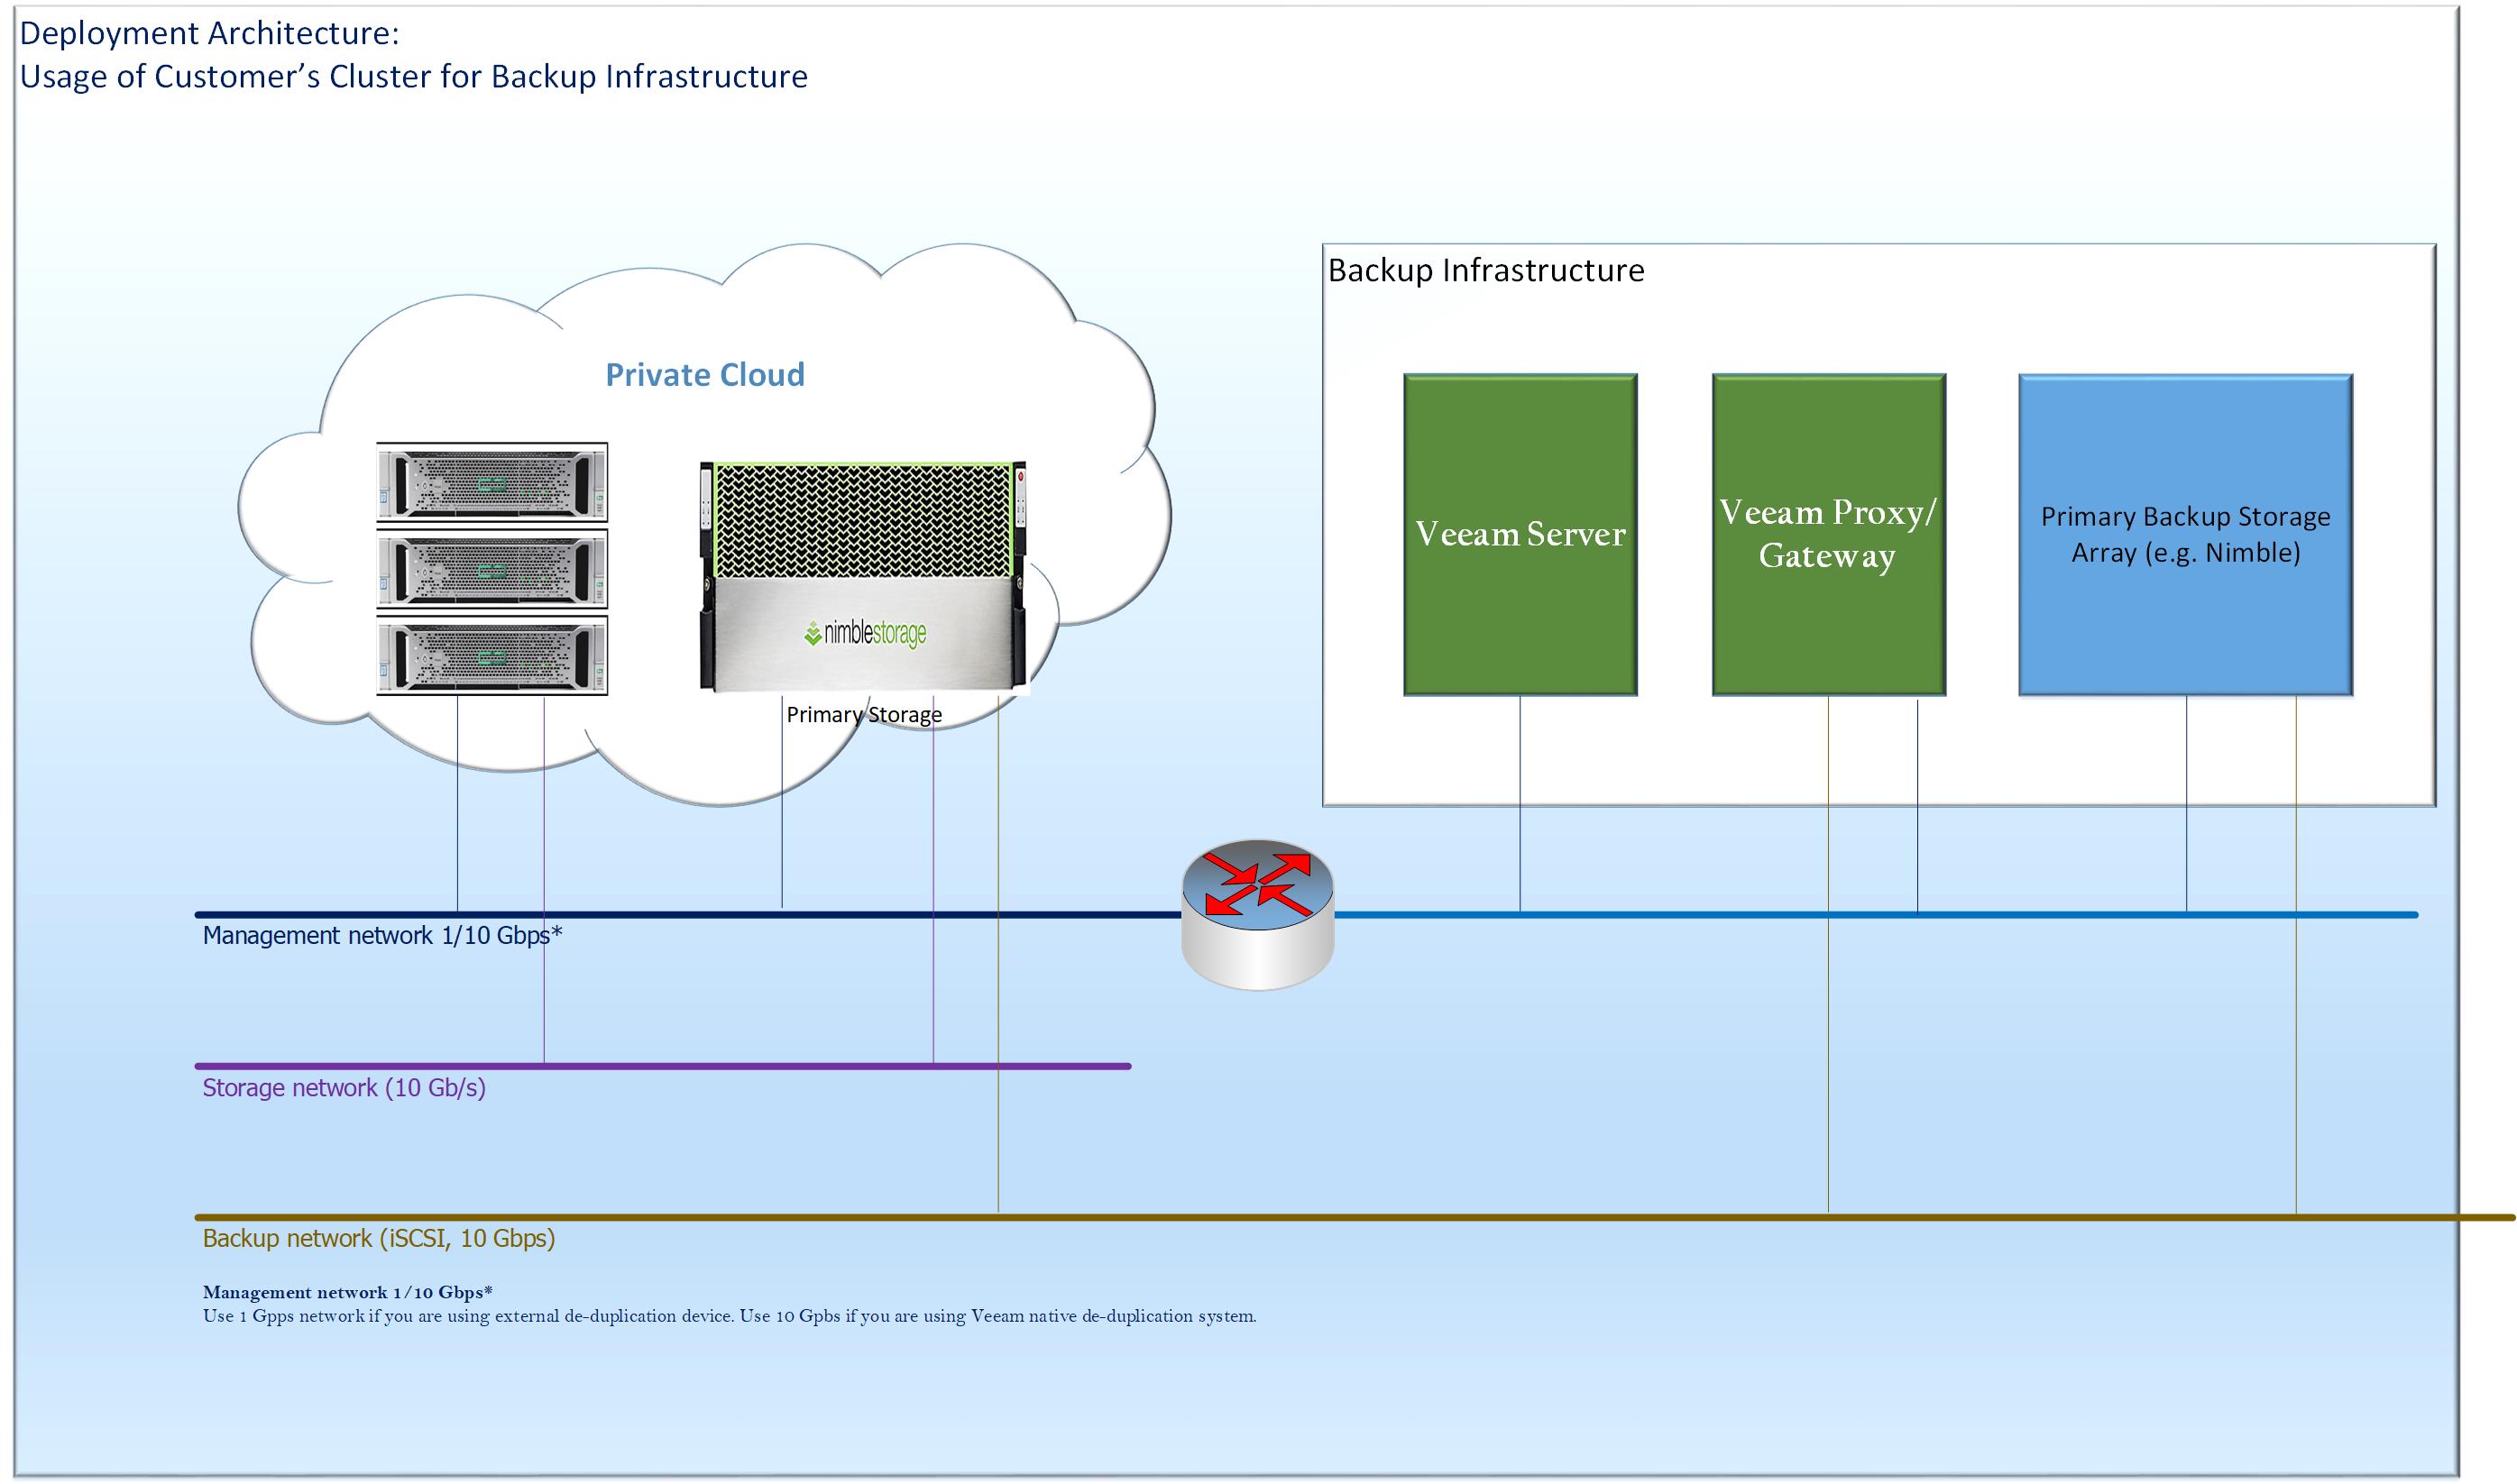 Deployment Architecture:
Usage of Customer’s Cluster for Backup Infrastructure
Private Cloud
nimblestorage
Primary Storage
Backup Infrastructure
Veeam Server
Veeam Proxy/
Gateway
Primary Backup Storage
Array (e.g. Nimble)
Management network 1/10 Gbps*
Storage network (10 Gb/s)
Backup network (iSCSI, 10 Gbps)
Management network 1/10 Gbps*
Use 1 Gpps network if you are using external de-duplication device. Use 10 Gpbs if you are using Veeam native de-duplication system.